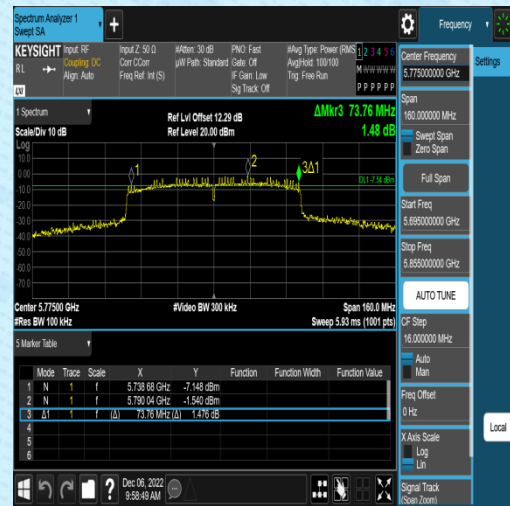 Spectrum Analyzer 1
Swept SA
+
Frequency
KEYSIGHT
Input: RF
Input Z: 50 Ω
#Atten: 30 dB
PNO: Fast
#Avg Type: Power (RMS
1 2 3 4 5 6
RL
Coupling: DC
Corr CCorr
µW Path: Standard
Gate: Off
Avg|Hold: 100/100
M W W W W W
Align: Auto
Freq Ref: Int (S)
IF Gain: Low
Trig: Free Run
Sig Track: Off
P P P P P P
LXI
1 Spectrum
Ref Lvl Offset 12.29 dB
ΔMkr3 73.76 MHz
Scale/Div 10 dB
Ref Level 20.00 dBm
1.48 dB
Log
10.0
0.00
-10.0
-20.0
-30.0
-40.0
-50.0
-60.0
-70.0
1
2
3Δ1
DL1 -7.54 dBm
Center 5.77500 GHz
#Video BW 300 kHz
Span 160.0 MHz
#Res BW 100 kHz
Sweep 5.93 ms (1001 pts)
5 Marker Table
Mode Trace Scale X Y Function Function Width Function Value
1 N 1 f 5.738 68 GHz -7.148 dBm
2 N 1 f 5.790 04 GHz -1.540 dBm
3 Δ1 1 f (Δ) 73.76 MHz (Δ) 1.476 dB
4
5
6
?
Dec 06, 2022
9:58:49 AM
Center Frequency
5.775000000 GHz
Settings
Span
160.000000 MHz
Swept Span
Zero Span
Full Span
Start Freq
5.695000000 GHz
Stop Freq
5.855000000 GHz
AUTO TUNE
CF Step
16.000000 MHz
Auto
Man
Freq Offset
0 Hz
X Axis Scale
Log
Lin
Local
Signal Track
(Span Zoom)